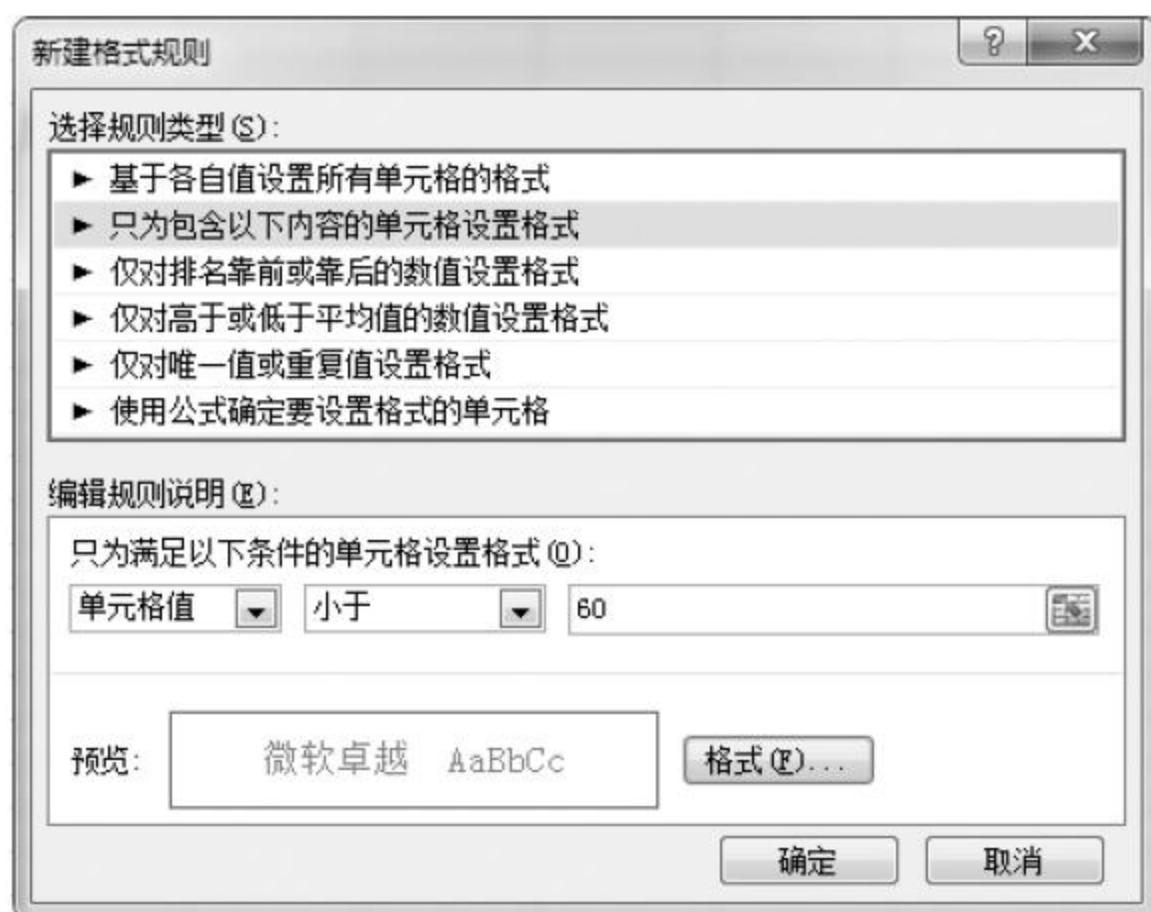 新建格式规则
选择规则类型(S):
► 基于各自值设置所有单元格的格式
► 只为包含以下内容的单元格设置格式
► 仅对排名靠前或靠后的数值设置格式
► 仅对高于或低于平均值的数值设置格式
► 仅对唯一值或重复值设置格式
► 使用公式确定要设置格式的单元格
编辑规则说明(E):
只为满足以下条件的单元格设置格式(O):
单元格值 小于 60
预览: 微软卓越 AaBbCc 格式(F)...
确定 取消